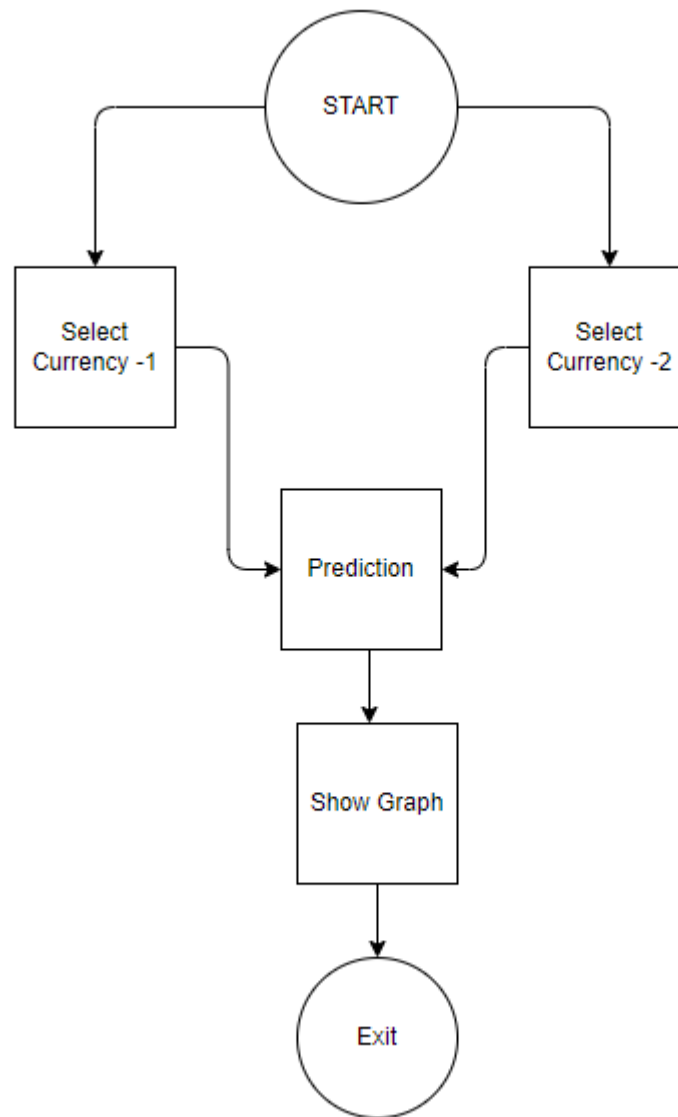 START
Select
Currency -1
Select
Currency -2
Prediction
Show Graph
Exit